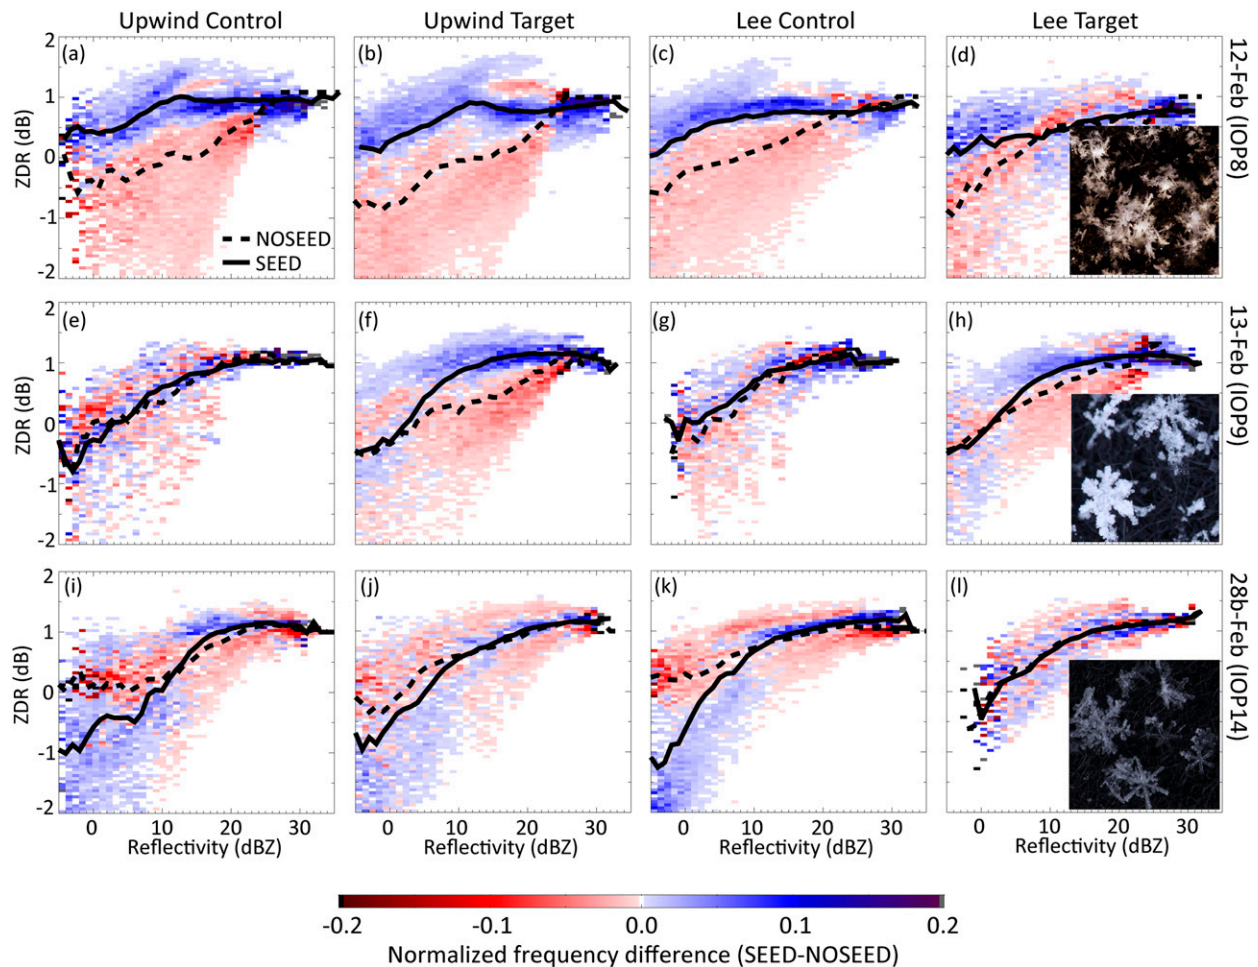 Upwind Control Upwind Target Lee Control Lee Target
2 (a) (b) (c) (d)
1
ZDR (dB)
0
-1
-2
NOSEED
SEED
12-Feb (IOP8)
2 (e) (f) (g) (h)
1
ZDR (dB)
0
-1
-2
13-Feb (IOP9)
2 (i) (j) (k) (l)
1
ZDR (dB)
0
-1
-2
28b-Feb (IOP14)
0 10 20 30 0 10 20 30 0 10 20 30 0 10 20 30
Reflectivity (dBZ) Reflectivity (dBZ) Reflectivity (dBZ) Reflectivity (dBZ)
-0.2 -0.1 0.0 0.1 0.2
Normalized frequency difference (SEED-NOSEED)